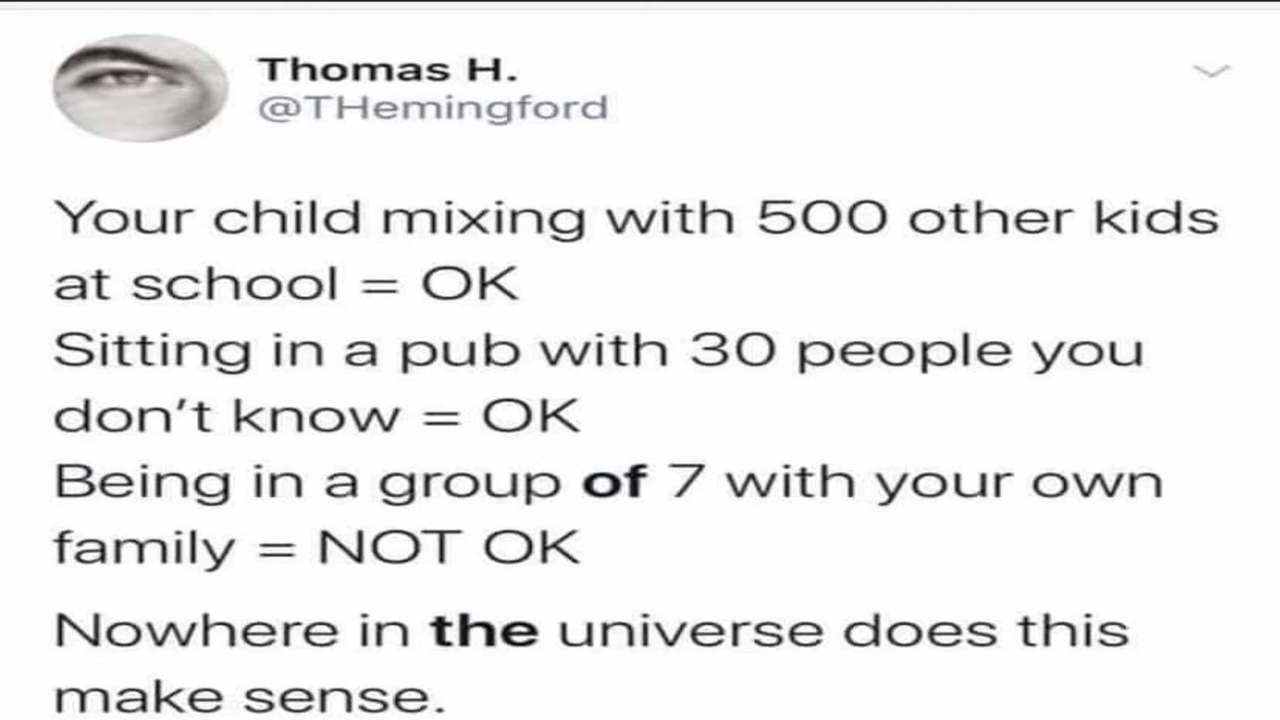 Thomas H.
@THemingford
Your child mixing with 500 other kids
at school = OK
Sitting in a pub with 30 people you
don't know = OK
Being in a group of 7 with your own
family = NOT OK
Nowhere in the universe does this
make sense.